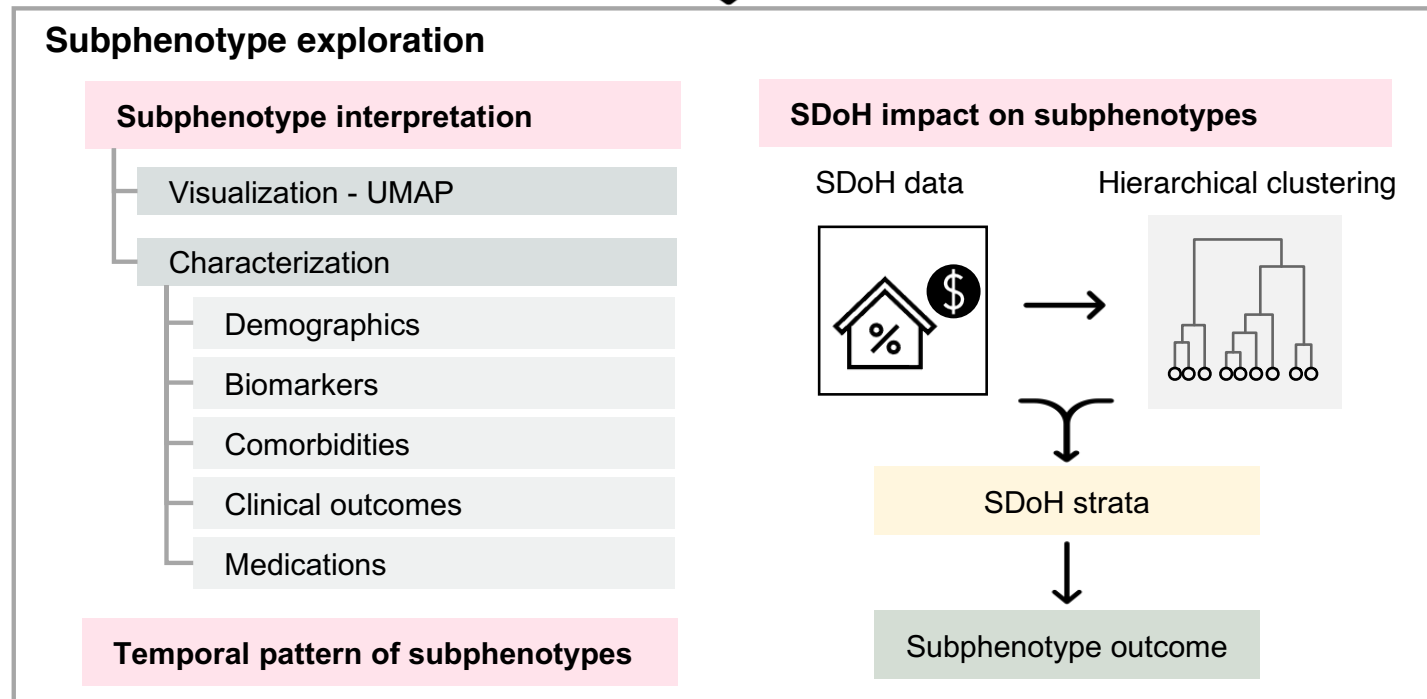 Subphenotype exploration
Subphenotype interpretation
Visualization - UMAP
Characterization
Demographics
Biomarkers
Comorbidities
Clinical outcomes
Medications
Temporal pattern of subphenotypes
SDoH impact on subphenotypes
SDoH data
Hierarchical clustering
$
%
SDoH strata
Subphenotype outcome